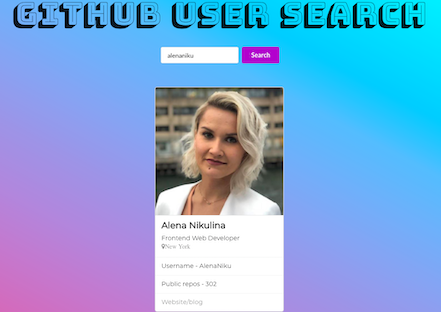 GITHUB USER SEARCH
alenaniku
Search
Alena Nikulina
Frontend Web Developer
New York
Username - AlenaNiku
Public repos - 302
Website/blog